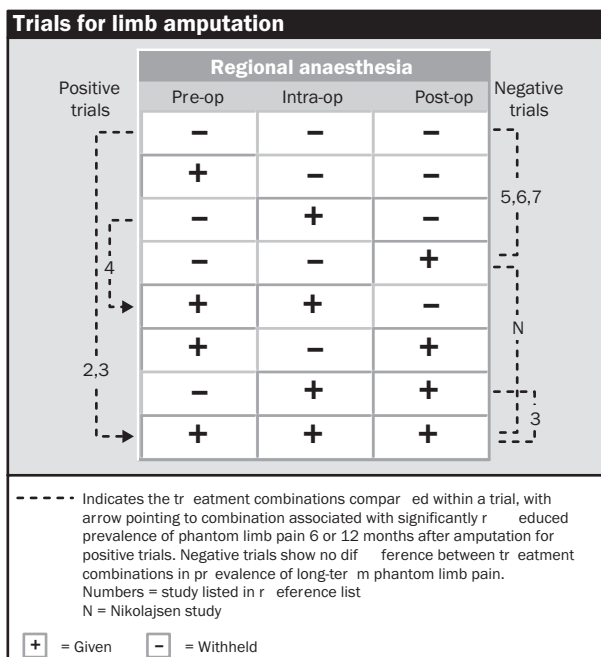 Trials for limb amputation
Regional anaesthesia
Positive trials
Pre-op Intra-op Post-op
Negative trials
– – –
+ – –
– + –
– – +
+ + –
+ – +
– + +
+ + +
4
2,3
5,6,7
N
3
----- Indicates the tr eatment combinations compar ed within a trial, with
arrow pointing to combination associated with significantly r educed
prevalence of phantom limb pain 6 or 12 months after amputation for
positive trials. Negative trials show no dif ference between tr eatment
combinations in pr evalence of long-ter m phantom limb pain.
Numbers = study listed in r eference list
N = Nikolajsen study
+ = Given – = Withheld